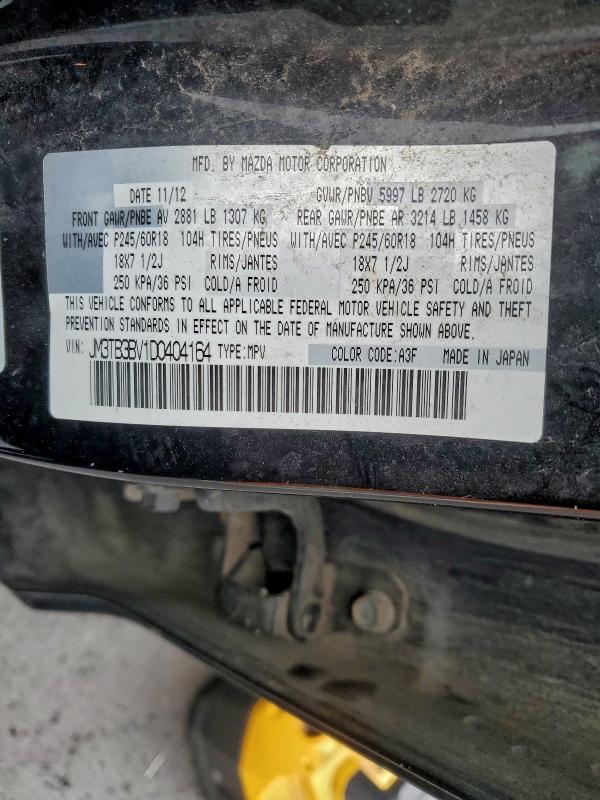 MFD. BY MAZDA MOTOR CORPORATION
DATE 11/12 GVWR/PNBV 5997 LB 2720 KG
FRONT GAWR/PNBE AV 2881 LB 1307 KG REAR GAWR/PNBE AR 3214 LB 1458 KG
WITH/AVEC P245/60R18 104H TIRES/PNEUS WITH/AVEC P245/60R18 104H TIRES/PNEUS
18X7 1/2J RIMS/JANTES 18X7 1/2J RIMS/JANTES
250 KPA/36 PSI COLD/A FROID 250 KPA/36 PSI COLD/A FROID
THIS VEHICLE CONFORMS TO ALL APPLICABLE FEDERAL MOTOR VEHICLE SAFETY AND THEFT
PREVENTION STANDARDS IN EFFECT ON THE DATE OF MANUFACTURE SHOWN ABOVE.
VIN: JM3TB3BV1D0404164 TYPE:MPV COLOR CODE:A3F MADE IN JAPAN